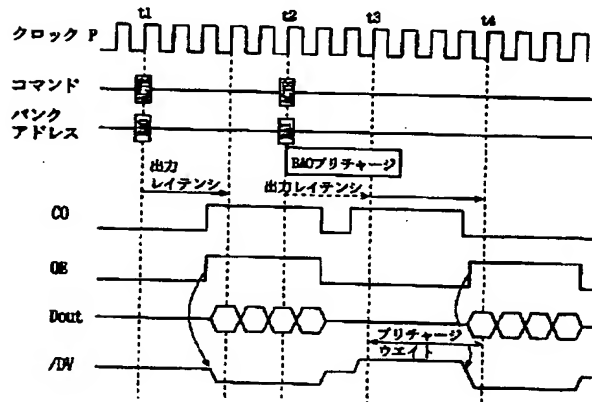 t1 t2 t3 t4
クロック P
コマンド
バンク
アドレス
BA0プリチャージ
出力
レイテンシ
出力レイテンシ
CO
OE
Dout
プリチャージ
ウエイト
/DV